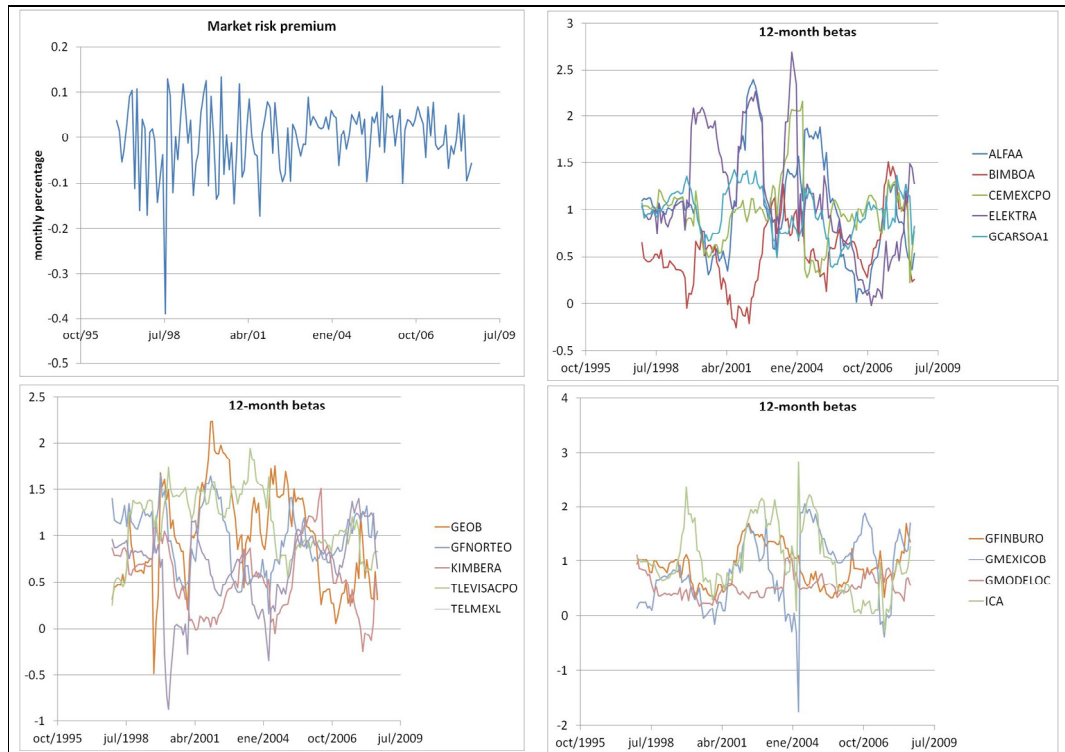 Market risk premium
monthly percentage
0.2
0.1
0
-0.1
-0.2
-0.3
-0.4
-0.5
oct/95 jul/98 abr/01 ene/04 oct/06 jul/09
12-month betas
3
2.5
2
1.5
1
0.5
0
-0.5
oct/1995 jul/1998 abr/2001 ene/2004 oct/2006 jul/2009
ALFAA
BIMBOA
CEMEXCPO
ELEKTRA
GCARSOA1
12-month betas
2.5
2
1.5
1
0.5
0
-0.5
-1
oct/1995 jul/1998 abr/2001 ene/2004 oct/2006 jul/2009
GEOB
GFNORTEO
KIMBERA
TLEVISACPO
TELMEXL
12-month betas
4
3
2
1
0
-1
-2
oct/1995 jul/1998 abr/2001 ene/2004 oct/2006 jul/2009
GFINBURO
GMEXICOB
GMODELOC
ICA